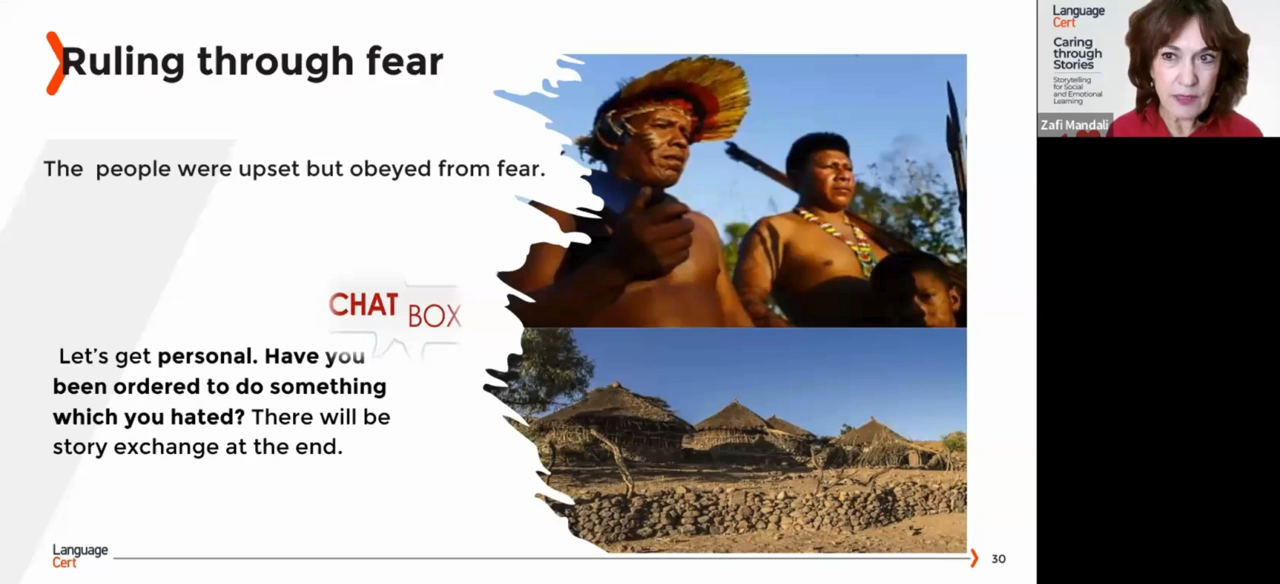 Ruling through fear
The people were upset but obeyed from fear.
CHAT BOX
Let's get personal. Have you
been ordered to do something
which you hated? There will be
story exchange at the end.
Language
Cert
30
Language
Cert
Caring
through
Stories
Storytelling
for Social
and Emotional
Learning
Zafi Mandali